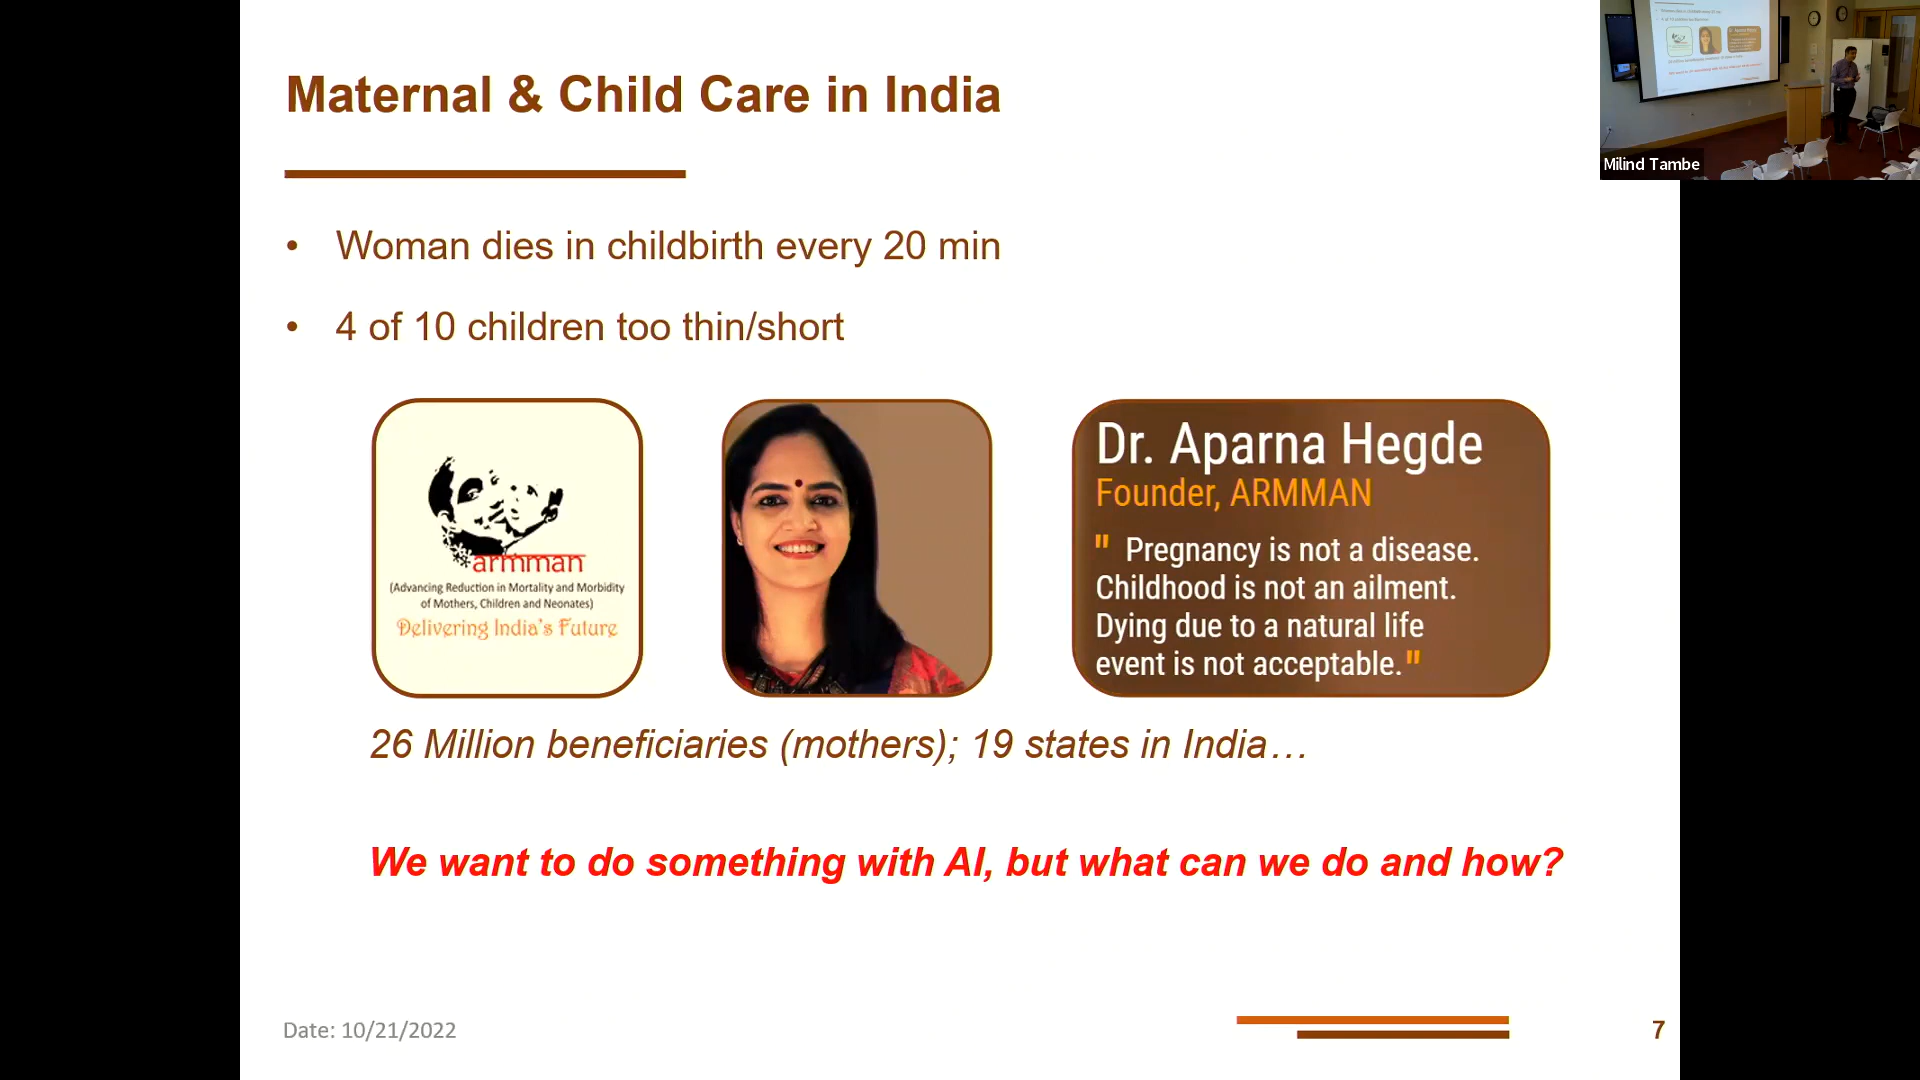 Maternal & Child Care in India
• Woman dies in childbirth every 20 min
• 4 of 10 children too thin/short
armman
(Advancing Reduction in Mortality and Morbidity
of Mothers, Children and Neonates)
Delivering India's Future
Dr. Aparna Hegde
Founder, ARMMAN
" Pregnancy is not a disease.
Childhood is not an ailment.
Dying due to a natural life
event is not acceptable."
26 Million beneficiaries (mothers); 19 states in India…
We want to do something with AI, but what can we do and how?
Date: 10/21/2022
7
Milind Tambe